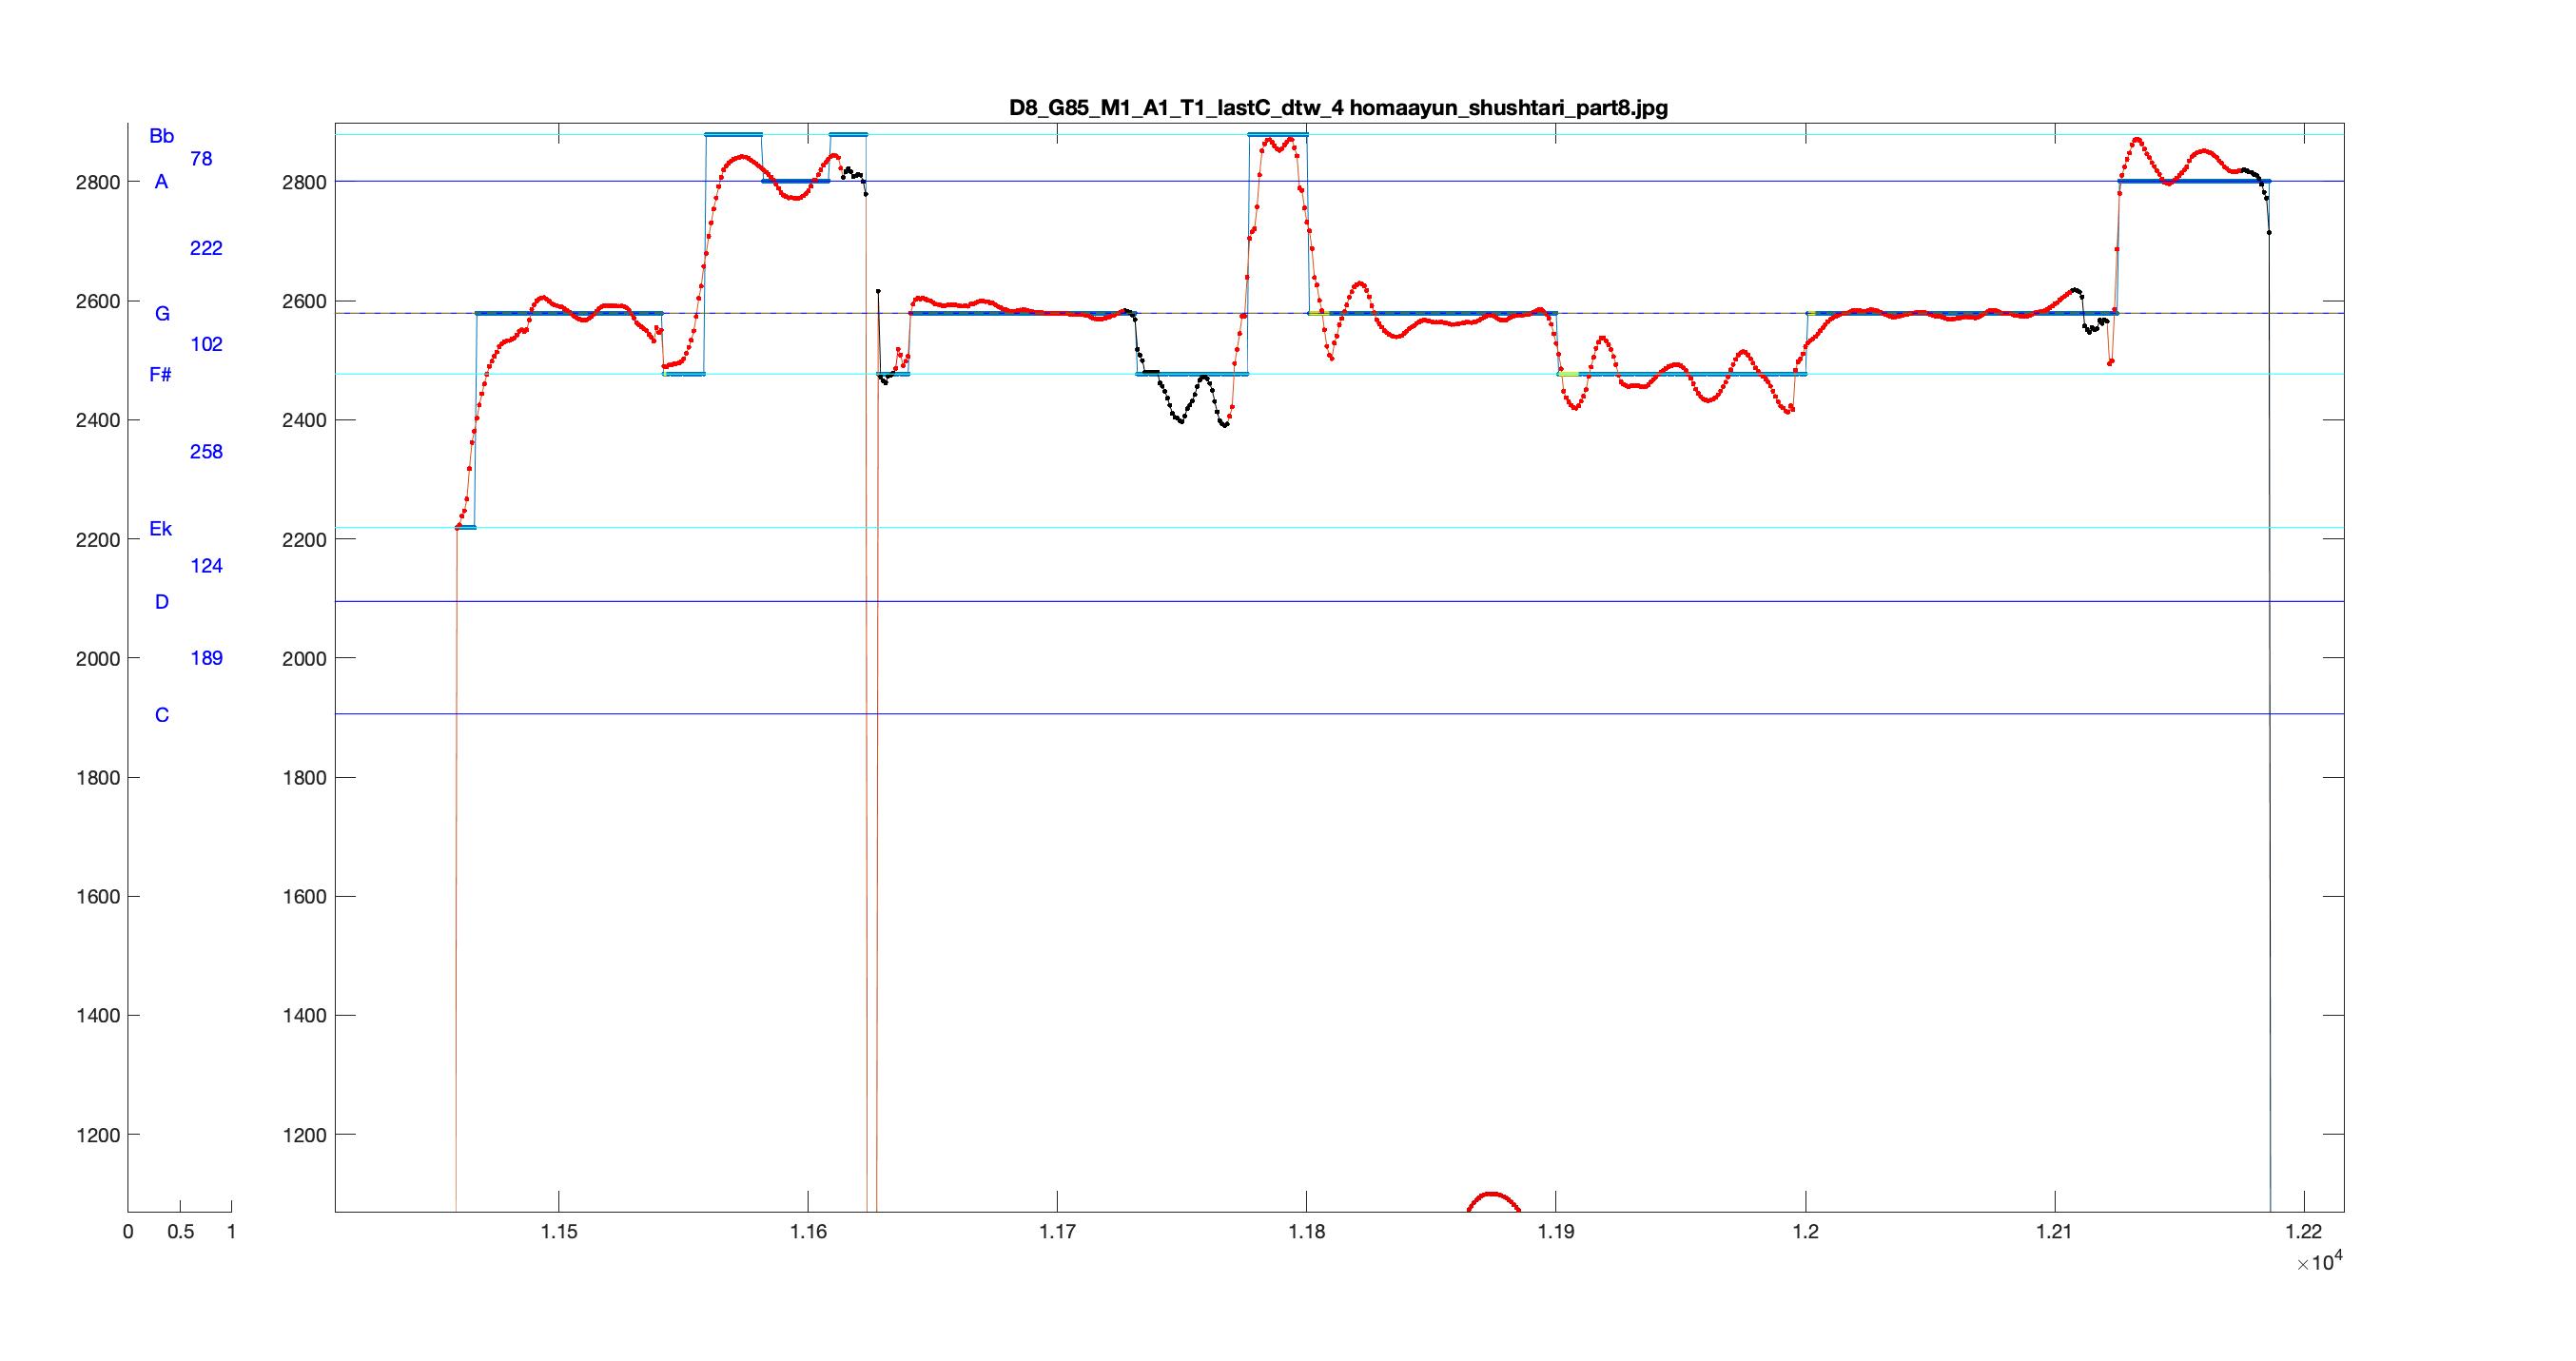 D8_G85_M1_A1_T1_lastC_dtw_4 homaayun_shushtari_part8.jpg
Bb
78
2800 A 2800
222
2600 2600
G
102
F#
2400 2400
258
Ek
2200 2200
124
D
2000 189 2000
C
1800 1800
1600 1600
1400 1400
1200 1200
0 0.5 1 1.15 1.16 1.17 1.18 1.19 1.2 1.21 1.22
×10^4